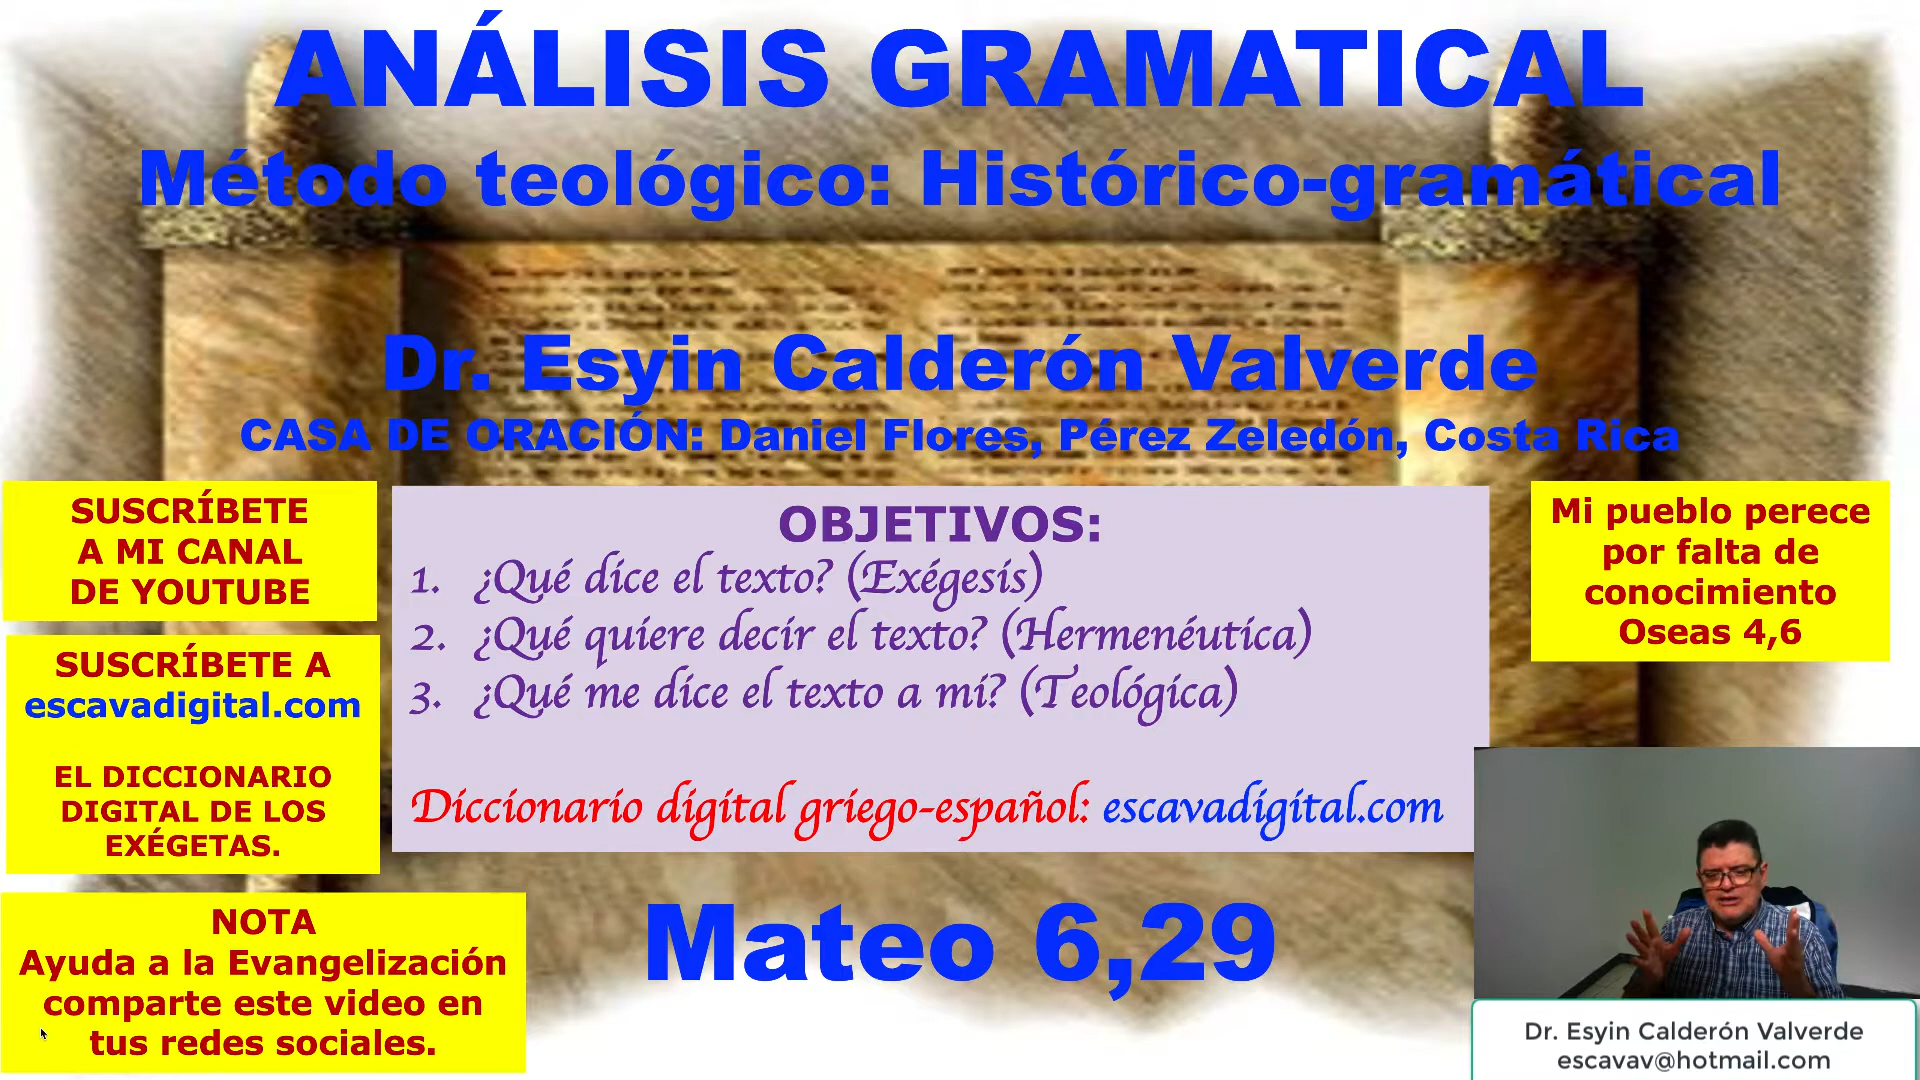 ANÁLISIS GRAMATICAL
Método teológico: Histórico-gramátical
Dr. Esyin Calderón Valverde
CASA DE ORACIÓN: Daniel Flores, Pérez Zeledón, Costa Rica
SUSCRÍBETE
A MI CANAL
DE YOUTUBE
SUSCRÍBETE A
escavadigital.com
EL DICCIONARIO
DIGITAL DE LOS
EXÉGETAS.
NOTA
Ayuda a la Evangelización
comparte este video en
tus redes sociales.
OBJETIVOS:
1. ¿Qué dice el texto? (Exégesis)
2. ¿Qué quiere decir el texto? (Hermenéutica)
3. ¿Qué me dice el texto a mí? (Teológica)
Diccionario digital griego-español: escavadigital.com
Mateo 6,29
Mi pueblo perece
por falta de
conocimiento
Oseas 4,6
Dr. Esyin Calderón Valverde
escavav@hotmail.com